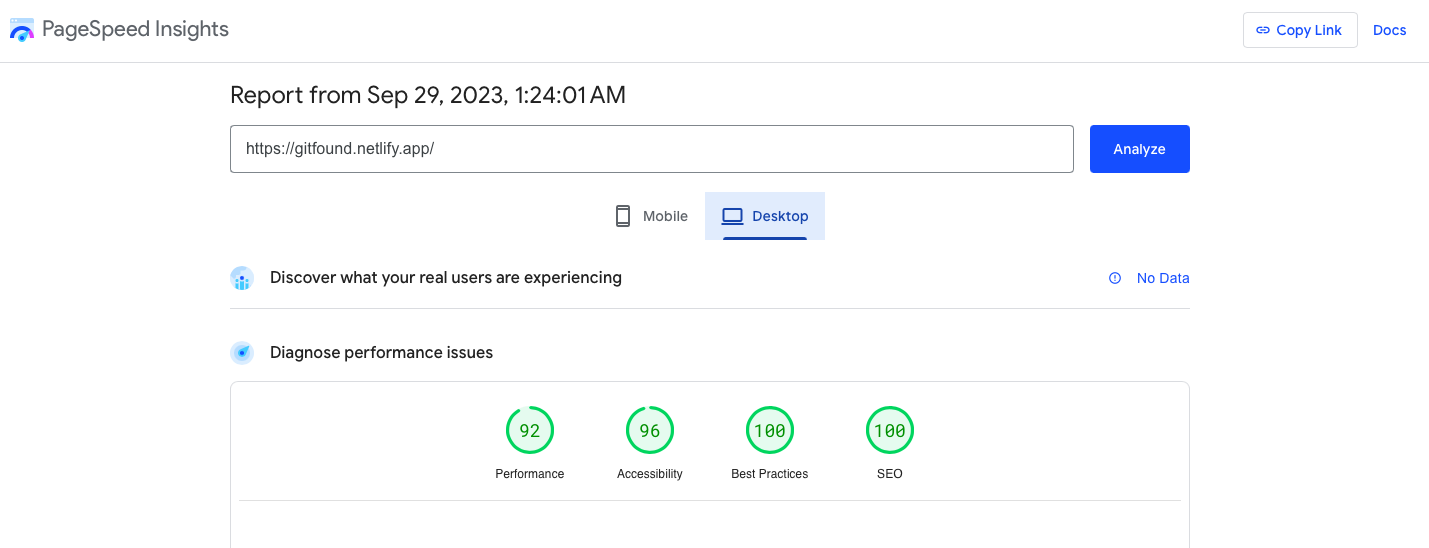 PageSpeed Insights
Copy Link
Docs
Report from Sep 29, 2023, 1:24:01 AM
https://gitfound.netlify.app/
Analyze
Mobile
Desktop
Discover what your real users are experiencing
No Data
Diagnose performance issues
92
96
100
100
Performance
Accessibility
Best Practices
SEO